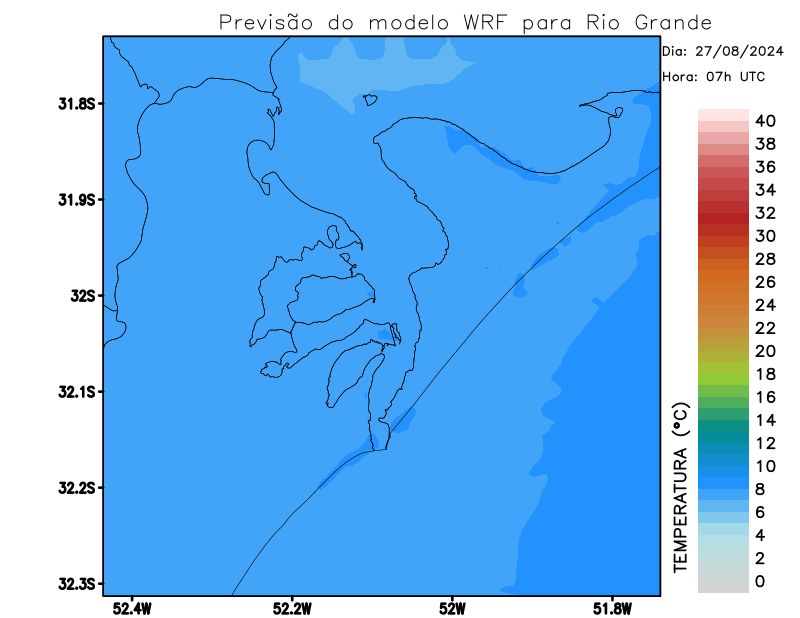 Previsão do modelo WRF para Rio Grande
Dia: 27/08/2024
Hora: 07h UTC
31.8S
31.9S
32S
32.1S
32.2S
32.3S
52.4W
52.2W
52W
51.8W
40
38
36
34
32
30
28
26
24
22
20
18
16
14
12
10
8
6
4
2
0
TEMPERATURA (°C)